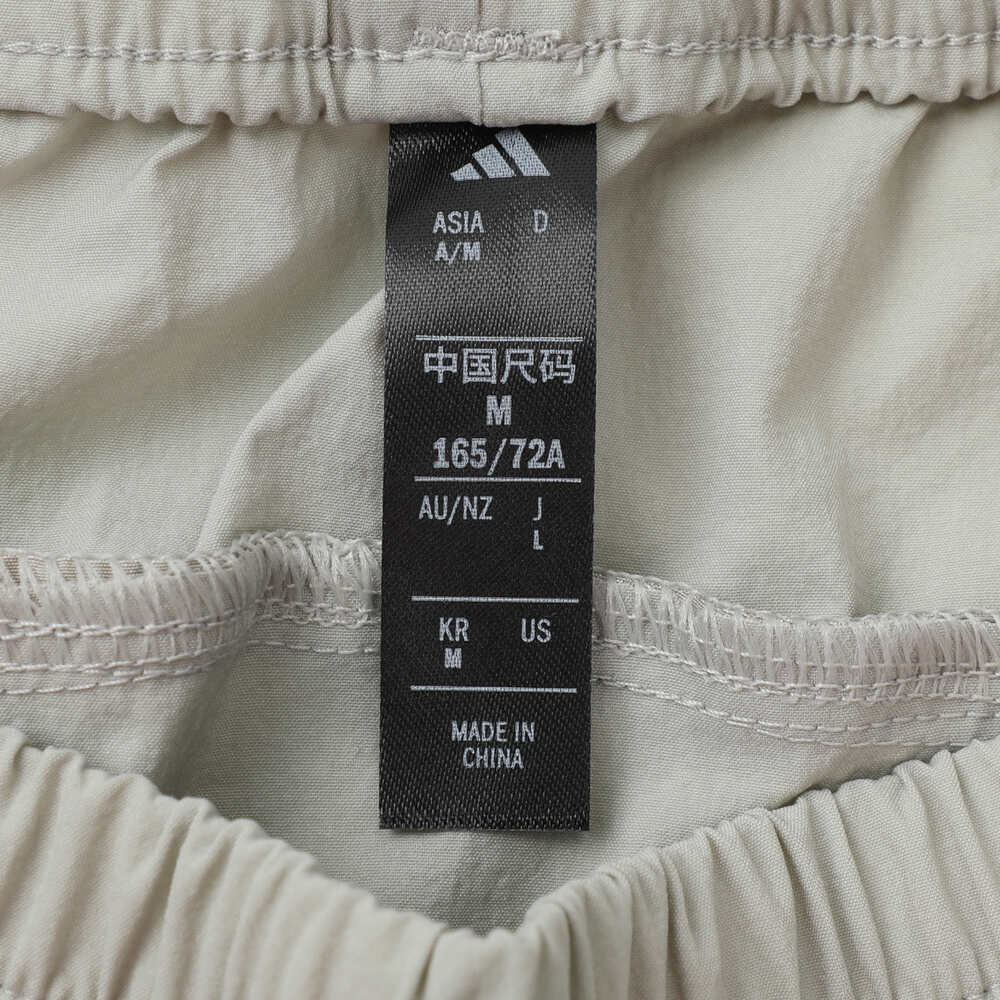 ASIA D
A/M
中国尺码
M
165/72A
AU/NZ J
L
KR US
M
MADE IN
CHINA